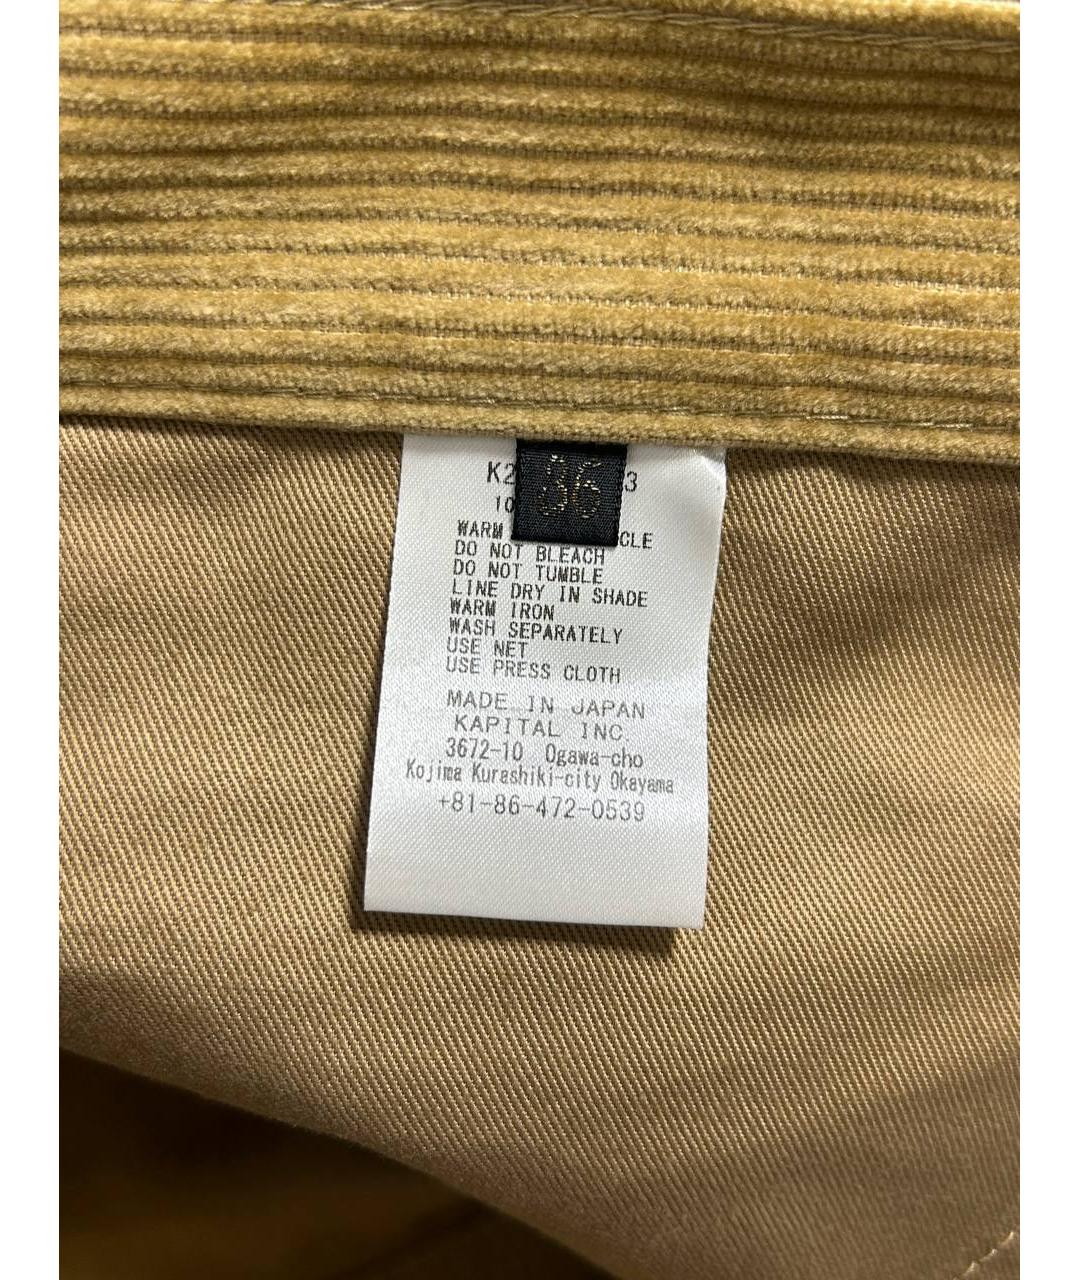 36
WARM
DO NOT BLEACH
DO NOT TUMBLE
LINE DRY IN SHADE
WARM IRON
WASH SEPARATELY
USE NET
USE PRESS CLOTH
MADE IN JAPAN
KAPITAL INC.
3672-10 Ogawa-cho
Kojima Kurashiki-city Okayama
+81-86-472-0539